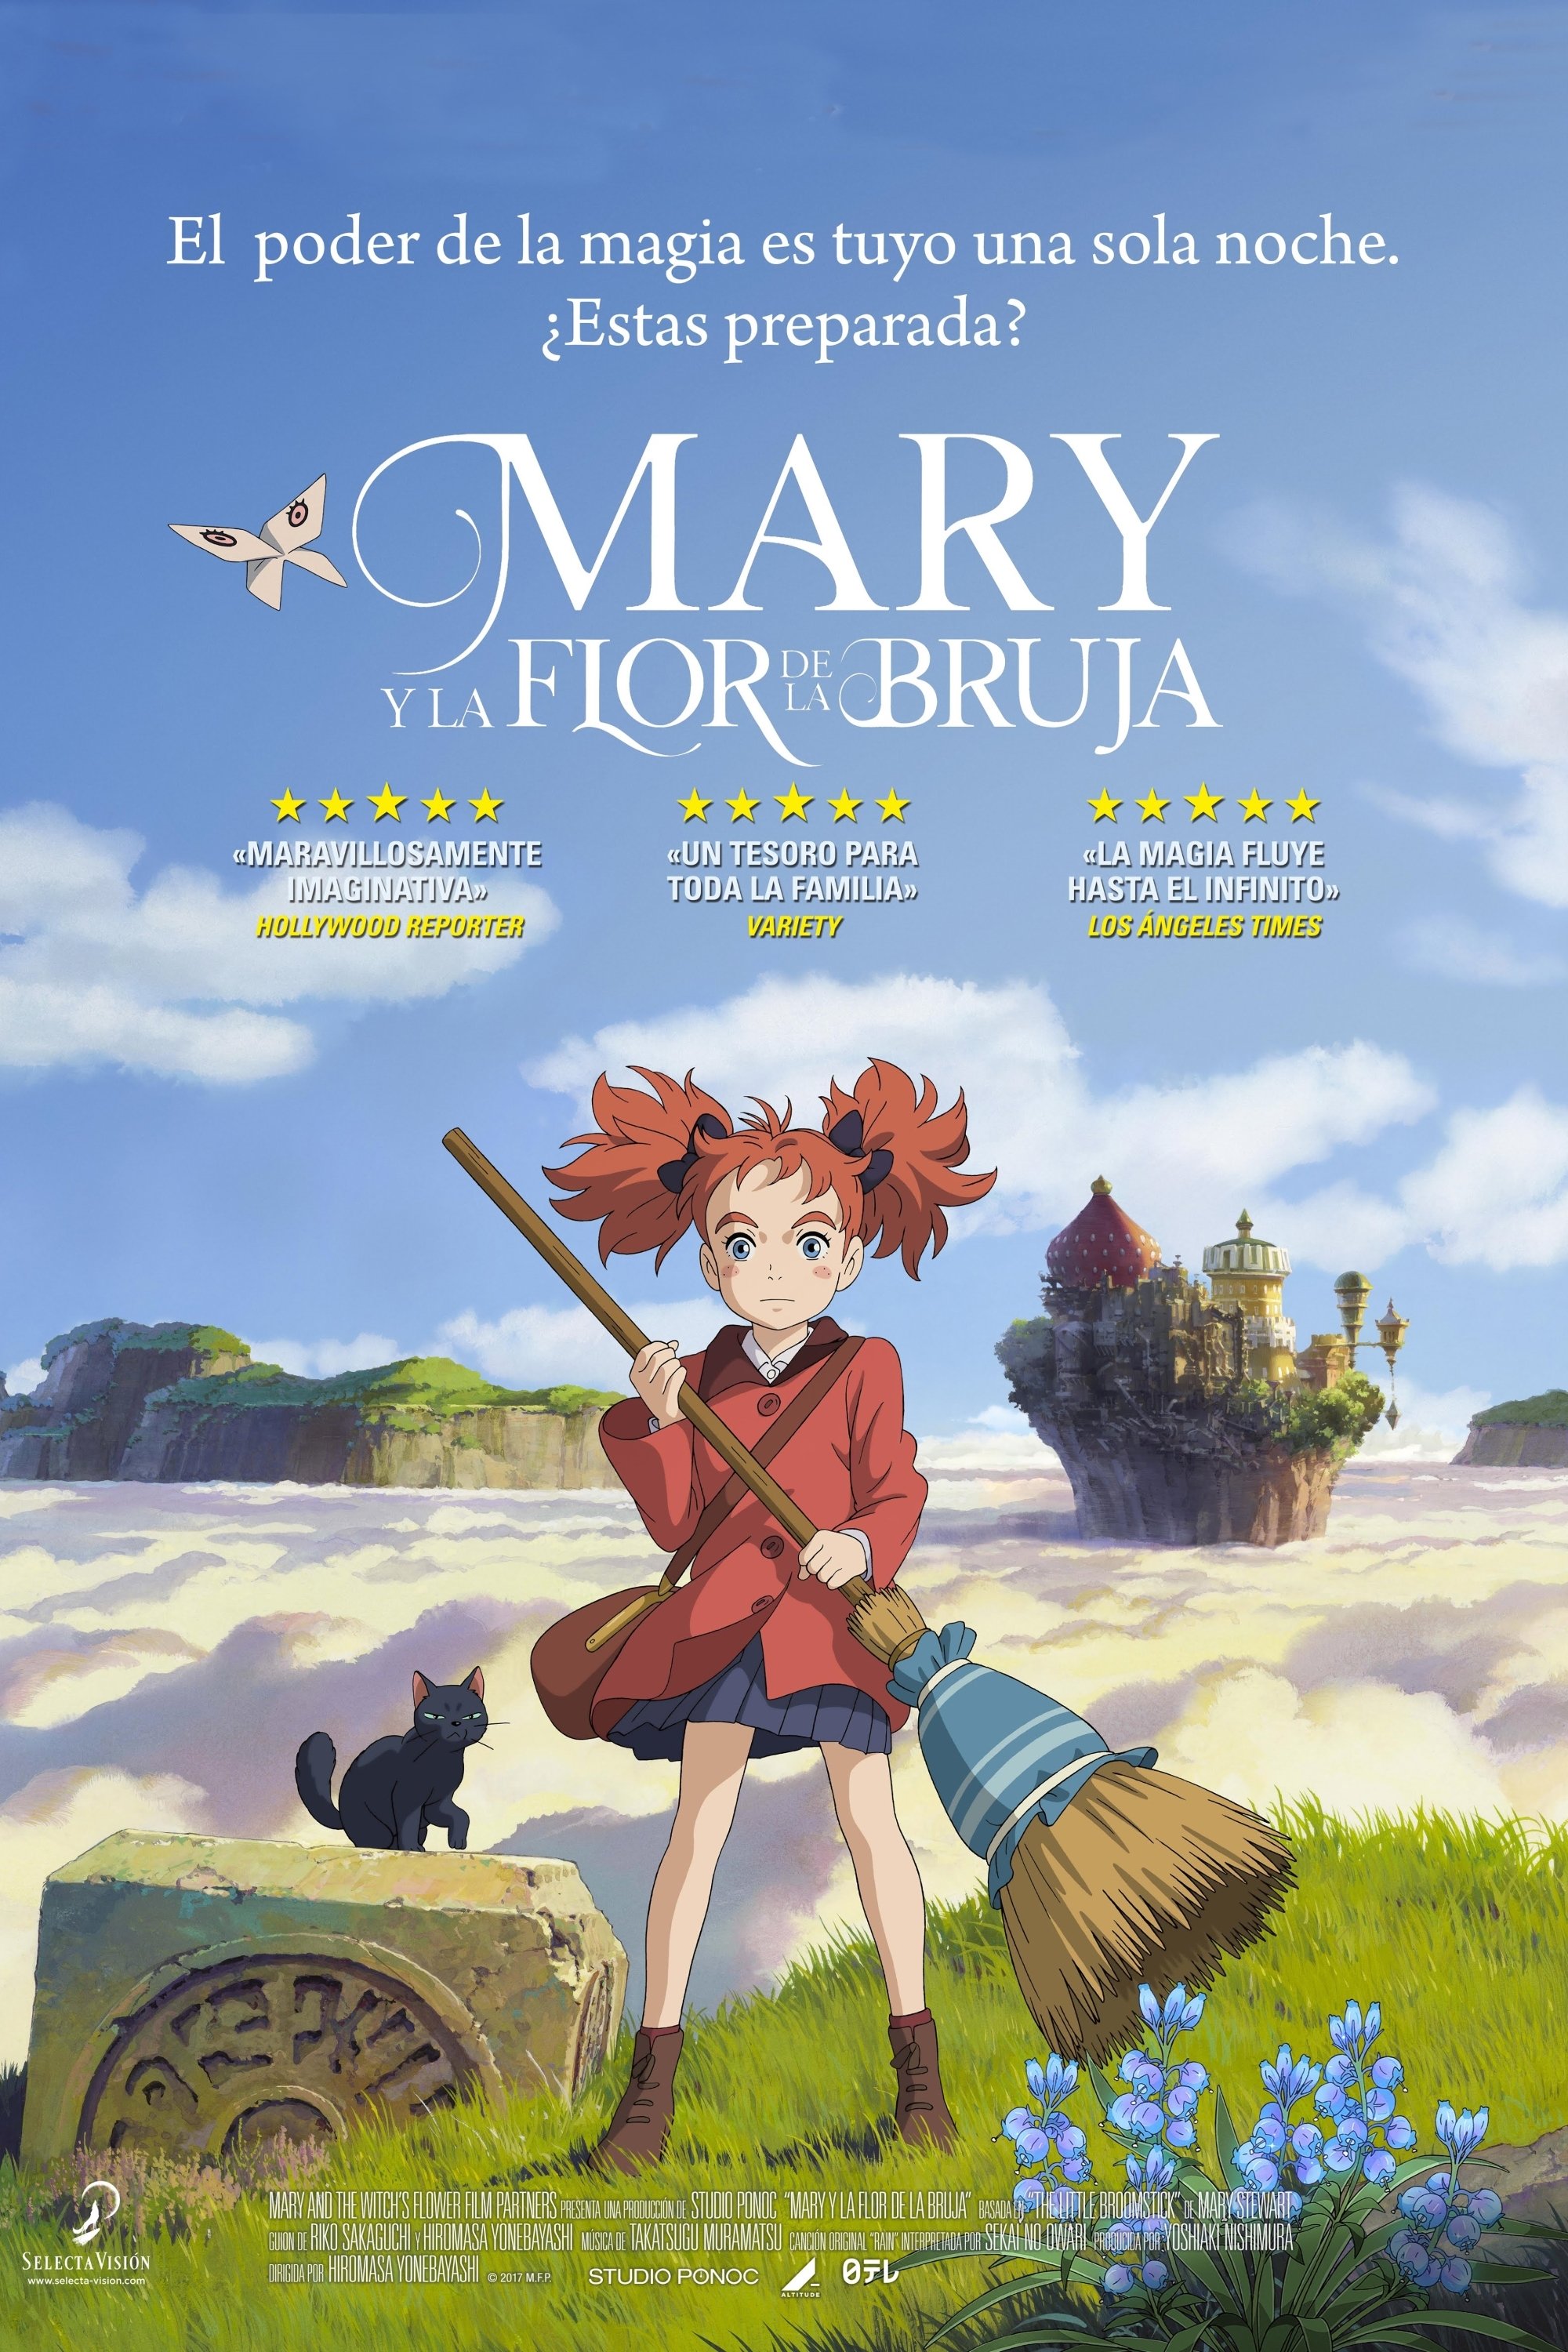 El poder de la magia es tuyo una sola noche.
¿Estas preparada?
MARY
Y LA FLOR DE LA BRUJA
«MARAVILLOSAMENTE
IMAGINATIVA»
HOLLYWOOD REPORTER
«UN TESORO PARA
TODA LA FAMILIA»
VARIETY
«LA MAGIA FLUYE
HASTA EL INFINITO»
LOS ÁNGELES TIMES
MARY AND THE WITCH'S FLOWER FILM PARTNERS PRESENTA UNA PRODUCCIÓN DE STUDIO PONOC "MARY Y LA FLOR DE LA BRUJA" BASADA EN "THE LITTLE BROOMSTICK" DE MARY STEWART
GUION DE RIKO SAKAGUCHI Y HIROMASA YONEBAYASHI MÚSICA DE TAKATSUGU MURAMATSU CANCIÓN ORIGINAL "RAIN" INTERPRETADA POR SEKAI NO OWARI PRODUCIDA POR YOSHIAKI NISHIMURA
DIRIGIDA POR HIROMASA YONEBAYASHI © 2017 M.F.P. STUDIO PONOC ALTITUDE 日テレ
SELECTA VISIÓN
www.selecta-vision.com